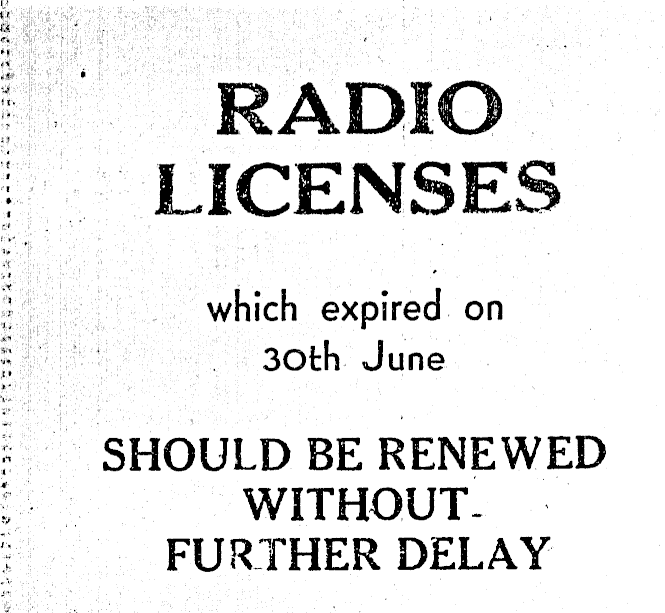 RADIO
LICENSES
which expired on
30th June
SHOULD BE RENEWED
WITHOUT
FURTHER DELAY